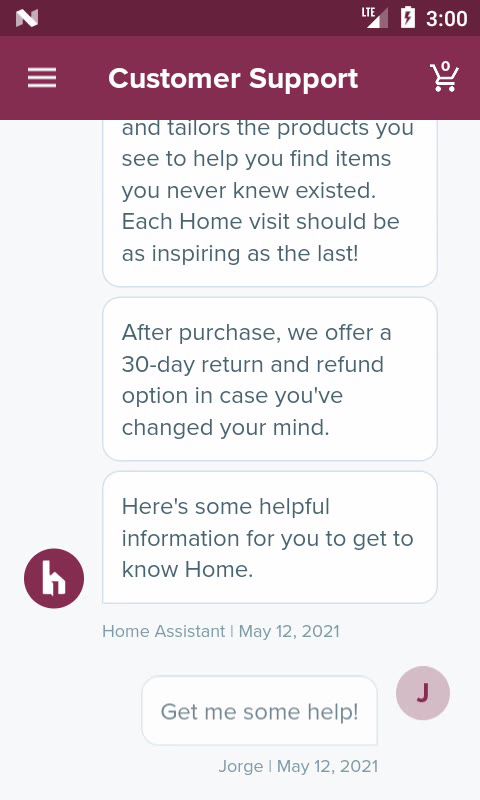 LTE
3:00
Customer Support
0
and tailors the products you
see to help you find items
you never knew existed.
Each Home visit should be
as inspiring as the last!
After purchase, we offer a
30-day return and refund
option in case you've
changed your mind.
Here's some helpful
information for you to get to
know Home.
h
Home Assistant | May 12, 2021
J
Get me some help!
Jorge | May 12, 2021